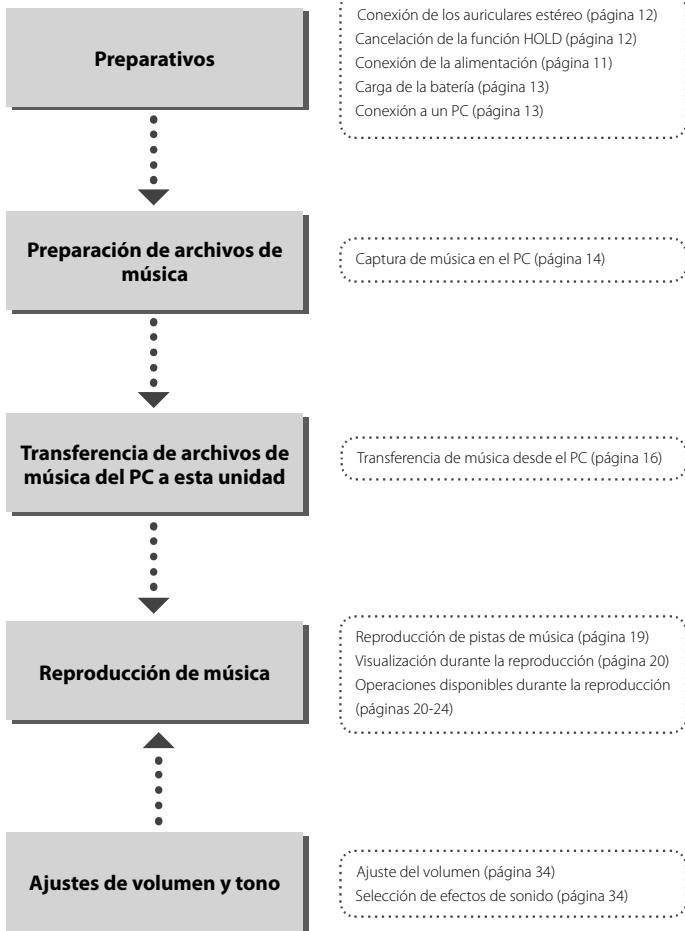 Preparativos
Conexión de los auriculares estéreo (página 12)
Cancelación de la función HOLD (página 12)
Conexión de la alimentación (página 11)
Carga de la batería (página 13)
Conexión a un PC (página 13)
Preparación de archivos de
música
Captura de música en el PC (página 14)
Transferencia de archivos de
música del PC a esta unidad
Transferencia de música desde el PC (página 16)
Reproducción de música
Reproducción de pistas de música (página 19)
Visualización durante la reproducción (página 20)
Operaciones disponibles durante la reproducción
(páginas 20-24)
Ajustes de volumen y tono
Ajuste del volumen (página 34)
Selección de efectos de sonido (página 34)